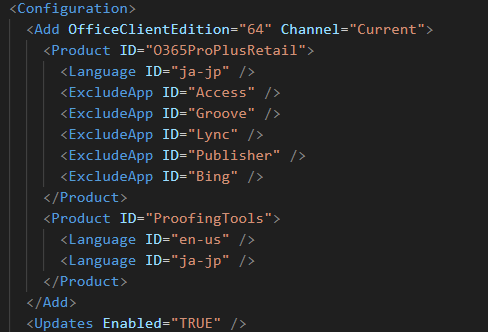 <Configuration>
<Add OfficeClientEdition="64" Channel="Current">
<Product ID="O365ProPlusRetail">
<Language ID="ja-jp" />
<ExcludeApp ID="Access" />
<ExcludeApp ID="Groove" />
<ExcludeApp ID="Lync" />
<ExcludeApp ID="Publisher" />
<ExcludeApp ID="Bing" />
</Product>
<Product ID="ProofingTools">
<Language ID="en-us" />
<Language ID="ja-jp" />
</Product>
</Add>
<Updates Enabled="TRUE" />